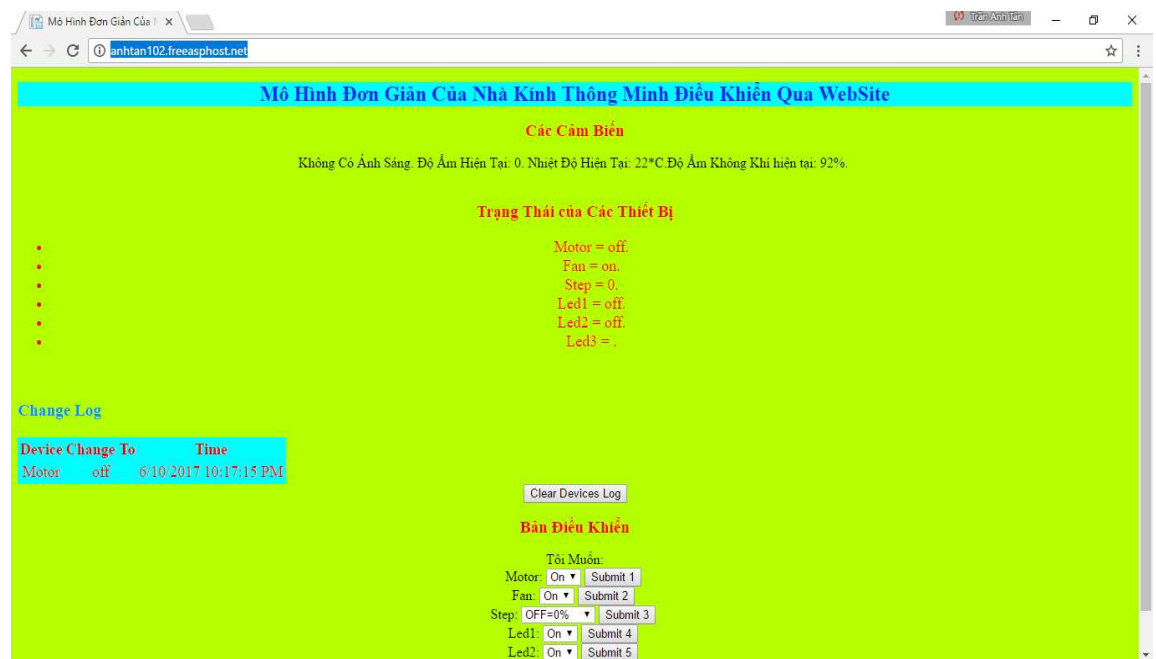 Mô Hình Đơn Giản Của N ×
Trần Anh Tân
anhtan102.freeasphost.net
Mô Hình Đơn Giản Của Nhà Kính Thông Minh Điều Khiển Qua WebSite
Các Cảm Biến
Không Có Ánh Sáng. Độ Ẩm Hiện Tại: 0. Nhiệt Độ Hiện Tại: 22*C.Độ Ẩm Không Khí hiện tại: 92%.
Trạng Thái của Các Thiết Bị
Motor = off.
Fan = on.
Step = 0.
Led1 = off.
Led2 = off.
Led3 = .
Change Log
Device Change To Time
Motor off 6/10/2017 10:17:15 PM
Clear Devices Log
Bản Điều Khiển
Tôi Muốn:
Motor: On Submit 1
Fan: On Submit 2
Step: OFF=0% Submit 3
Led1: On Submit 4
Led2: On Submit 5